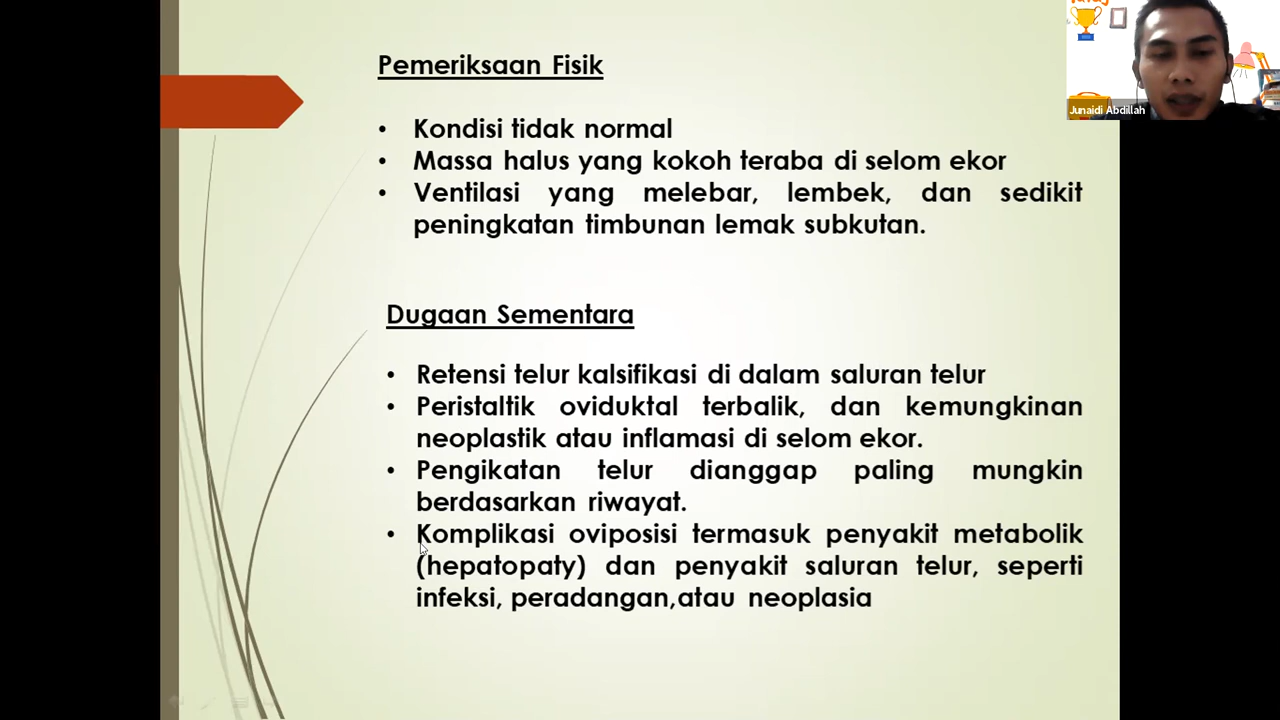 Pemeriksaan Fisik
• Kondisi tidak normal
• Massa halus yang kokoh teraba di selom ekor
• Ventilasi yang melebar, lembek, dan sedikit
peningkatan timbunan lemak subkutan.
Dugaan Sementara
• Retensi telur kalsifikasi di dalam saluran telur
• Peristaltik oviduktal terbalik, dan kemungkinan
neoplastik atau inflamasi di selom ekor.
• Pengikatan telur dianggap paling mungkin
berdasarkan riwayat.
• Komplikasi oviposisi termasuk penyakit metabolik
(hepatopaty) dan penyakit saluran telur, seperti
infeksi, peradangan,atau neoplasia
Junaidi Abdillah